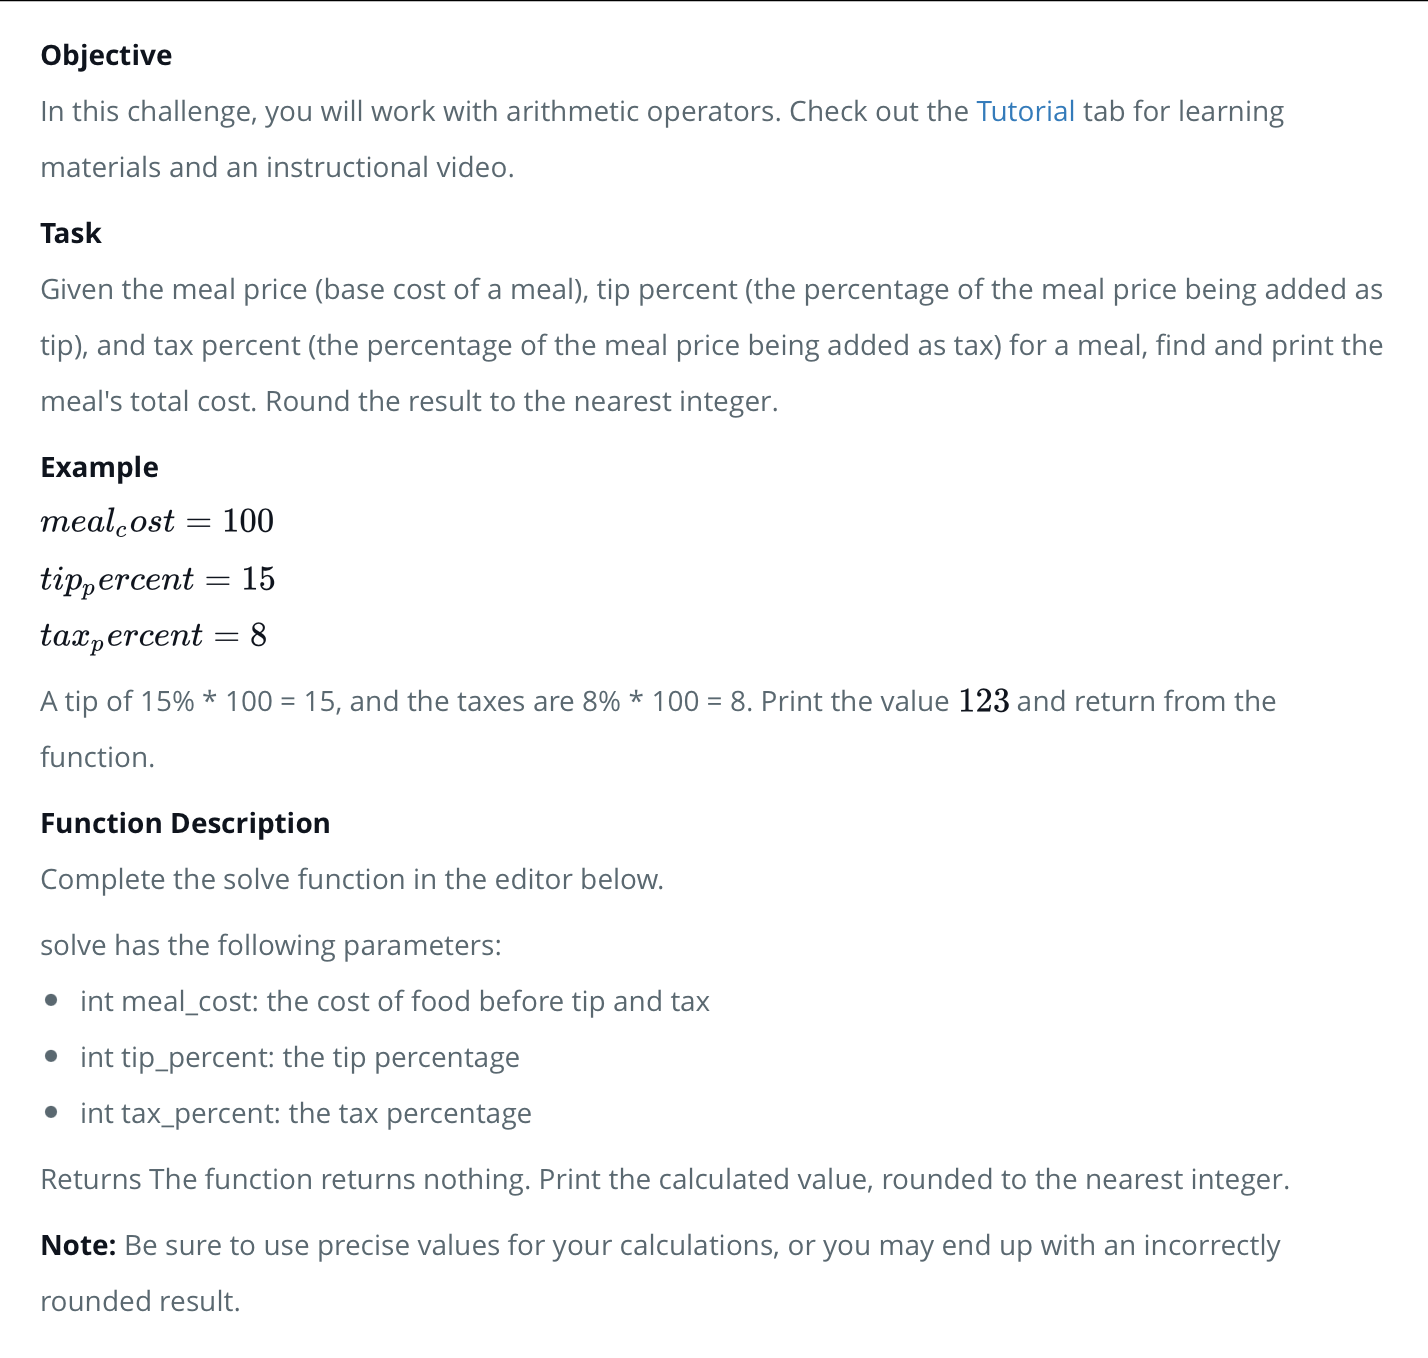 Objective
In this challenge, you will work with arithmetic operators. Check out the Tutorial tab for learning
materials and an instructional video.
Task
Given the meal price (base cost of a meal), tip percent (the percentage of the meal price being added as
tip), and tax percent (the percentage of the meal price being added as tax) for a meal, find and print the
meal's total cost. Round the result to the nearest integer.
Example
meal_cost = 100
tip_percent = 15
tax_percent = 8
A tip of 15% * 100 = 15, and the taxes are 8% * 100 = 8. Print the value 123 and return from the
function.
Function Description
Complete the solve function in the editor below.
solve has the following parameters:
• int meal_cost: the cost of food before tip and tax
• int tip_percent: the tip percentage
• int tax_percent: the tax percentage
Returns The function returns nothing. Print the calculated value, rounded to the nearest integer.
Note: Be sure to use precise values for your calculations, or you may end up with an incorrectly
rounded result.